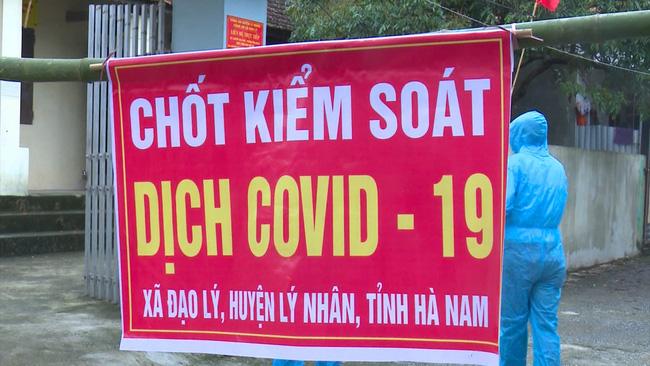 CHỐT KIỂM SOÁT
DỊCH COVID - 19
XÃ ĐẠO LÝ, HUYỆN LÝ NHÂN, TỈNH HÀ NAM